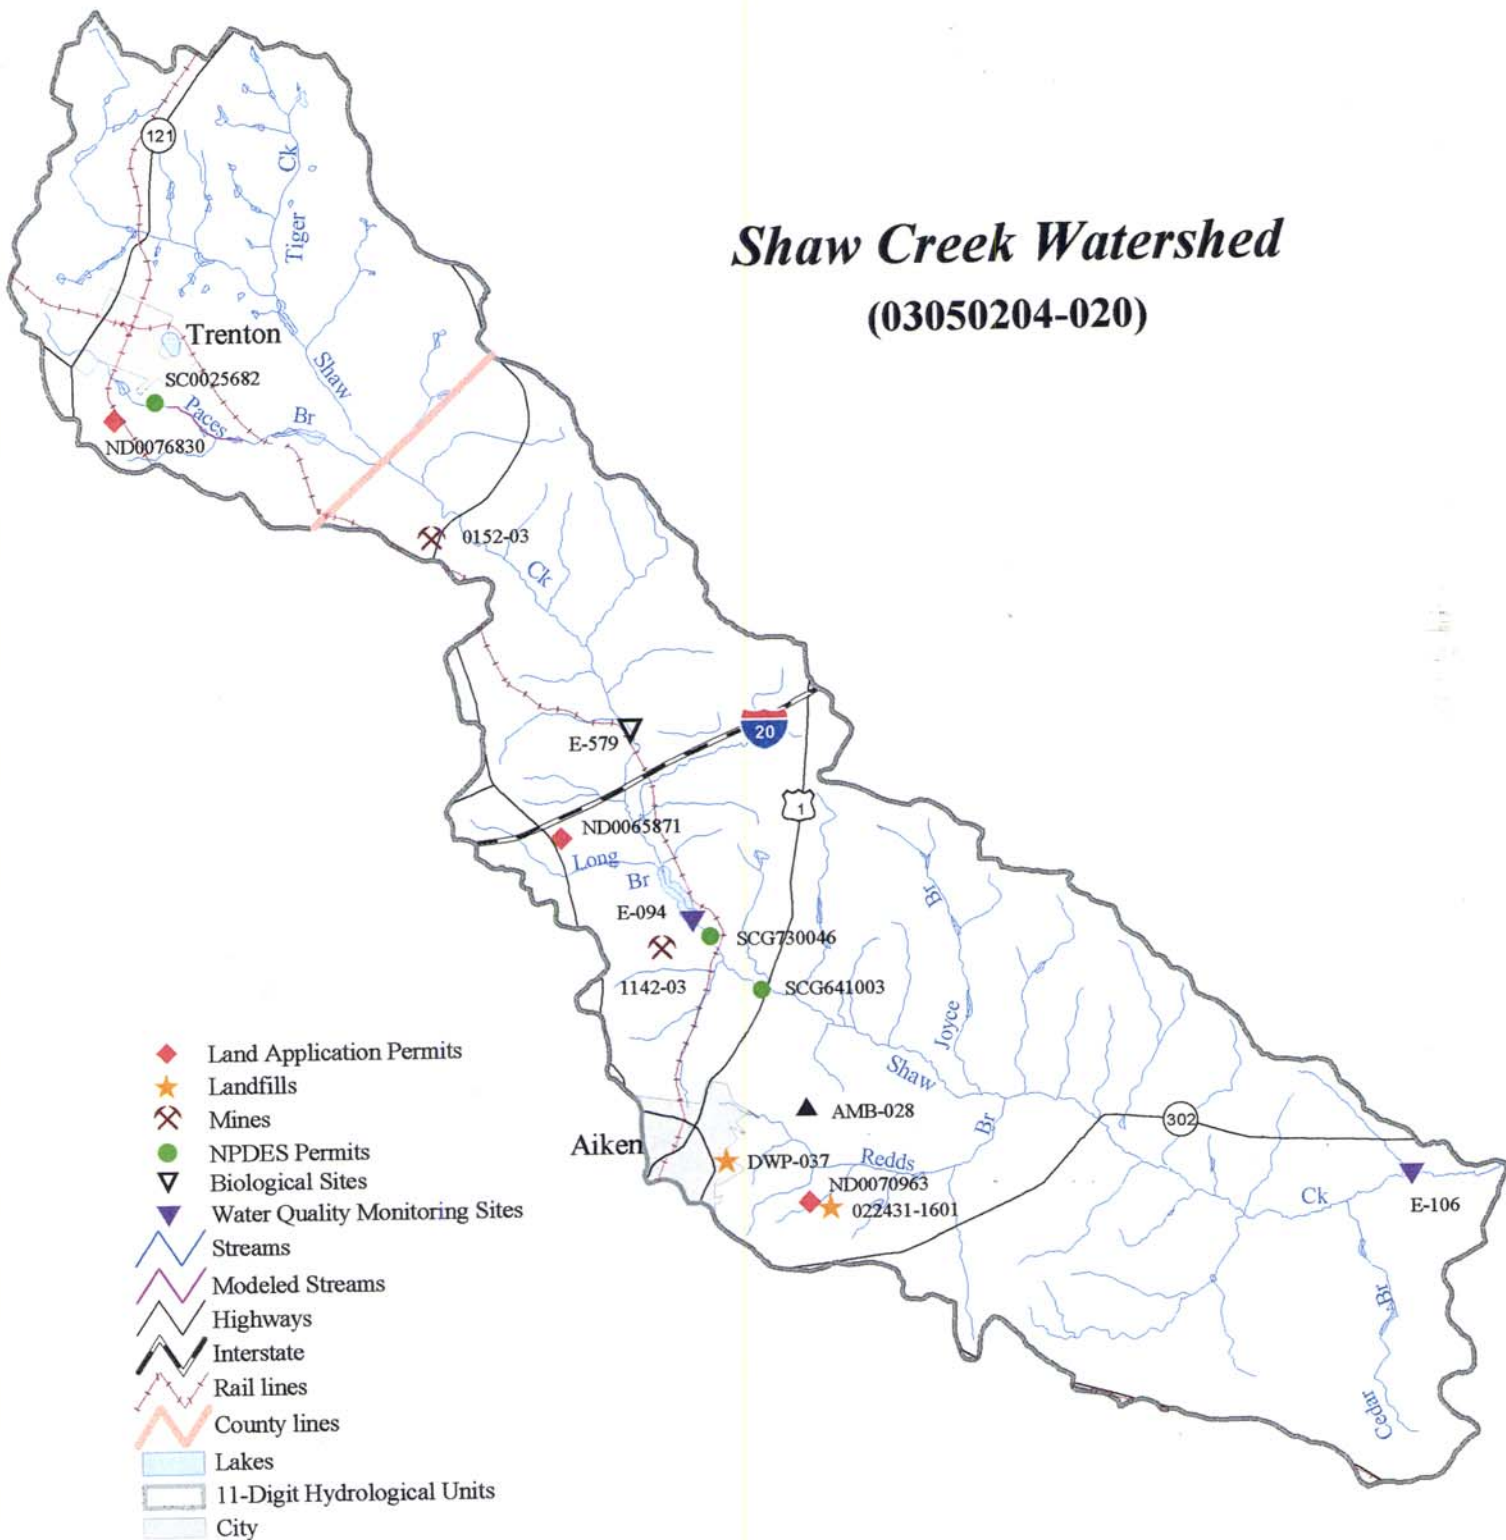 Shaw Creek Watershed
(03050204-020)
121
Ck
Tiger
Trenton
Shaw
SC0025682
Paces
Br
ND0076830
0152-03
Ck
E-579
20
1
ND0065871
Long
Br
Br
E-094
SCG730046
1142-03
SCG641003
Joyce
Shaw
AMB-028
Br
302
Aiken
DWP-037
Redds
ND0070963
022431-1601
Ck
E-106
Br
Cedar
Land Application Permits
Landfills
Mines
NPDES Permits
Biological Sites
Water Quality Monitoring Sites
Streams
Modeled Streams
Highways
Interstate
Rail lines
County lines
Lakes
11-Digit Hydrological Units
City